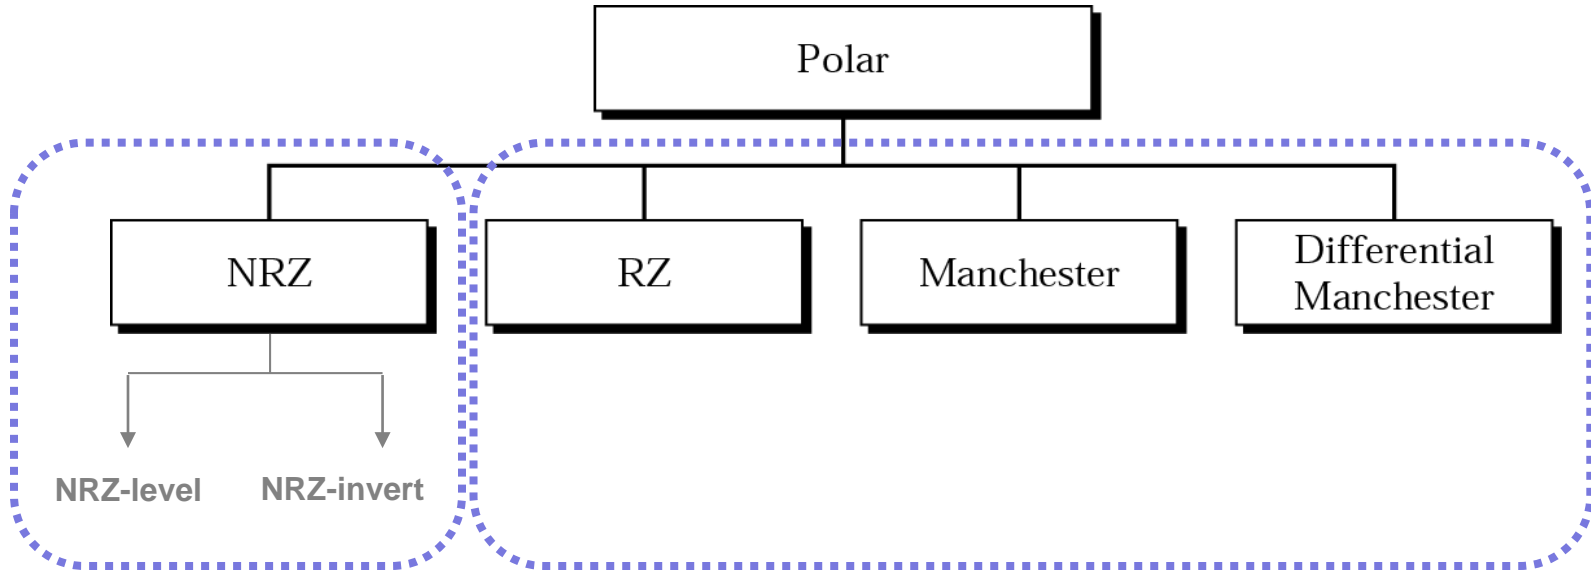 Polar
NRZ
RZ
Manchester
Differential
Manchester
NRZ-level
NRZ-invert